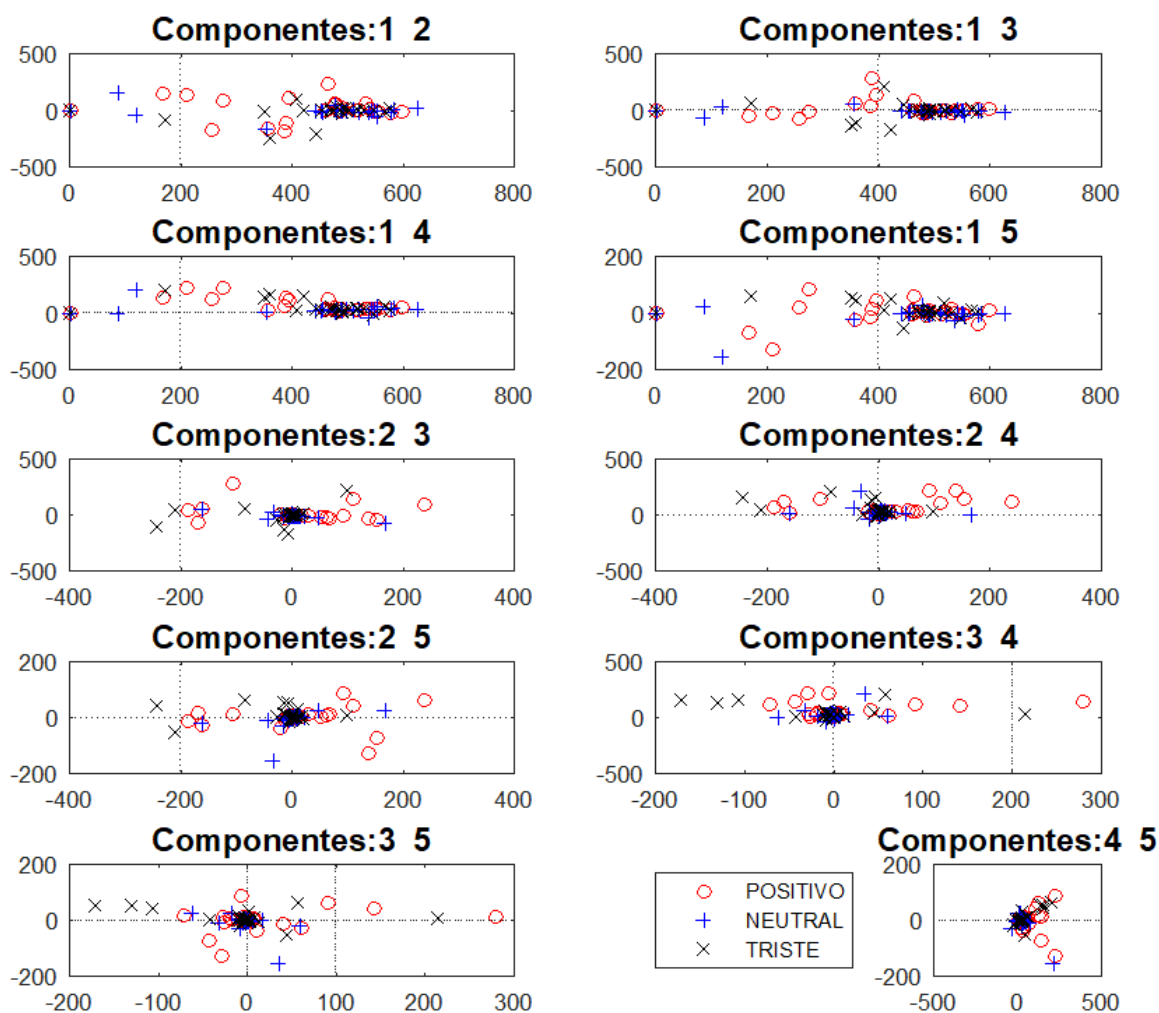 Componentes:1 2
500
0
-500
0 200 400 600 800
Componentes:1 3
500
0
-500
0 200 400 600 800
Componentes:1 4
500
0
-500
0 200 400 600 800
Componentes:1 5
200
0
-200
0 200 400 600 800
Componentes:2 3
500
0
-500
-400 -200 0 200 400
Componentes:2 4
500
0
-500
-400 -200 0 200 400
Componentes:2 5
200
0
-200
-400 -200 0 200 400
Componentes:3 4
500
0
-500
-200 -100 0 100 200 300
Componentes:3 5
200
0
-200
-200 -100 0 100 200 300
POSITIVO
NEUTRAL
TRISTE
Componentes:4 5
200
0
-200
-500 0 500